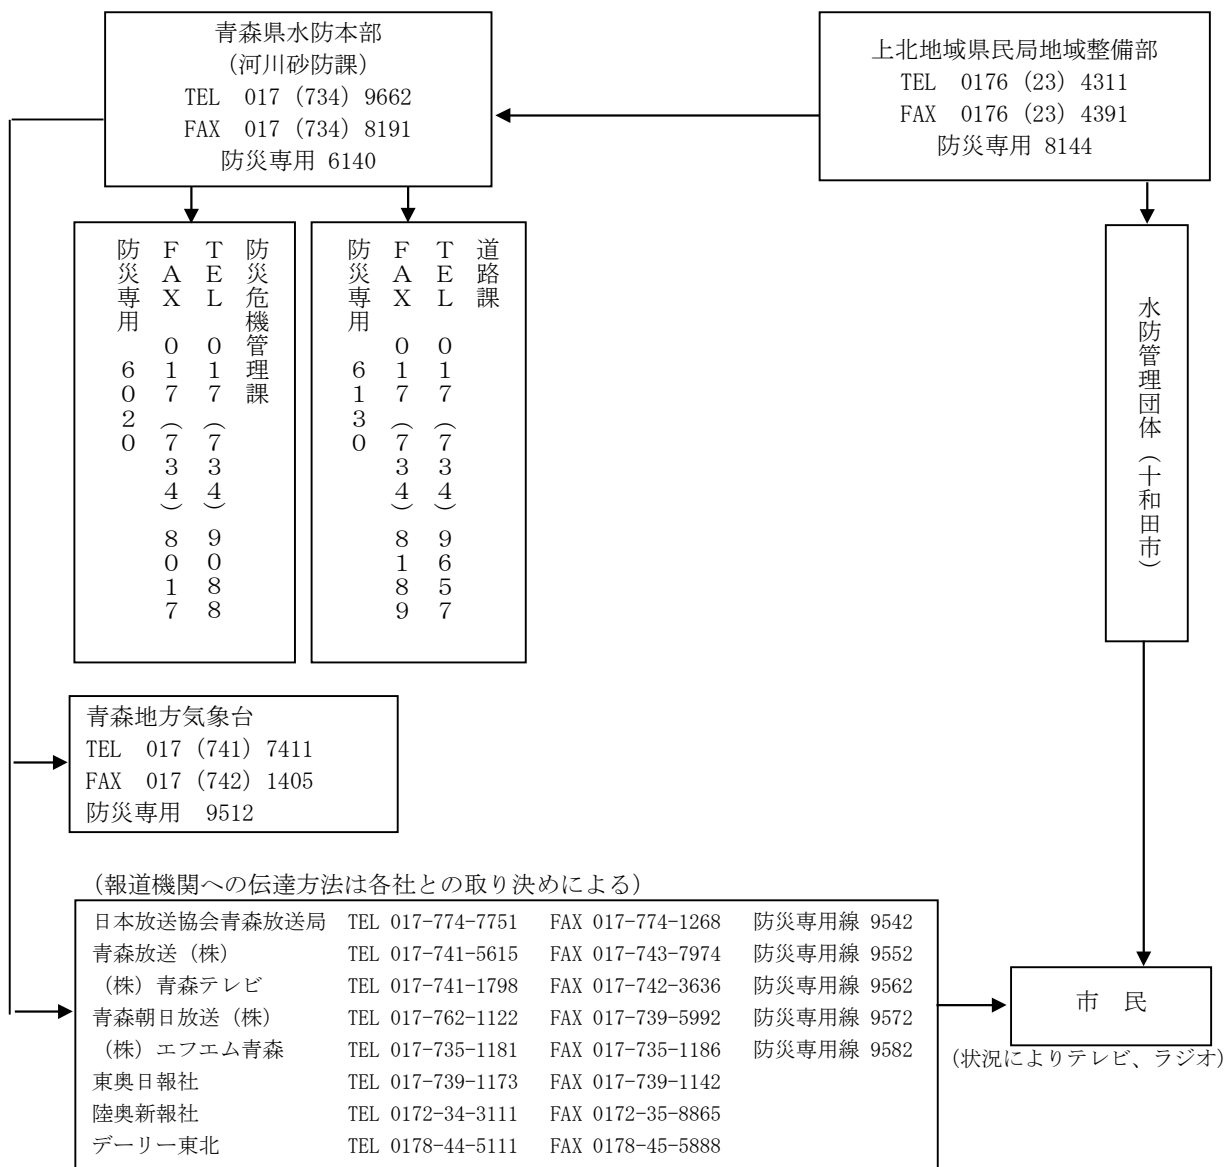 青森県水防本部
(河川砂防課)
TEL 017 (734) 9662
FAX 017 (734) 8191
防災専用 6140
上北地域県民局地域整備部
TEL 0176 (23) 4311
FAX 0176 (23) 4391
防災専用 8144
防災危機管理課
ＴＥＬ ０１７（７３４）９０８８
ＦＡＸ ０１７（７３４）８０１７
防災専用 ６０２０
道路課
ＴＥＬ ０１７（７３４）９６５７
ＦＡＸ ０１７（７３４）８１８９
防災専用 ６１３０
水防管理団体（十和田市）
青森地方気象台
TEL 017 (741) 7411
FAX 017 (742) 1405
防災専用 9512
(報道機関への伝達方法は各社との取り決めによる)
日本放送協会青森放送局 TEL 017-774-7751 FAX 017-774-1268 防災専用線 9542
青森放送（株） TEL 017-741-5615 FAX 017-743-7974 防災専用線 9552
（株）青森テレビ TEL 017-741-1798 FAX 017-742-3636 防災専用線 9562
青森朝日放送（株） TEL 017-762-1122 FAX 017-739-5992 防災専用線 9572
（株）エフエム青森 TEL 017-735-1181 FAX 017-735-1186 防災専用線 9582
東奥日報社 TEL 017-739-1173 FAX 017-739-1142
陸奥新報社 TEL 0172-34-3111 FAX 0172-35-8865
デーリー東北 TEL 0178-44-5111 FAX 0178-45-5888
市 民
(状況によりテレビ、ラジオ)